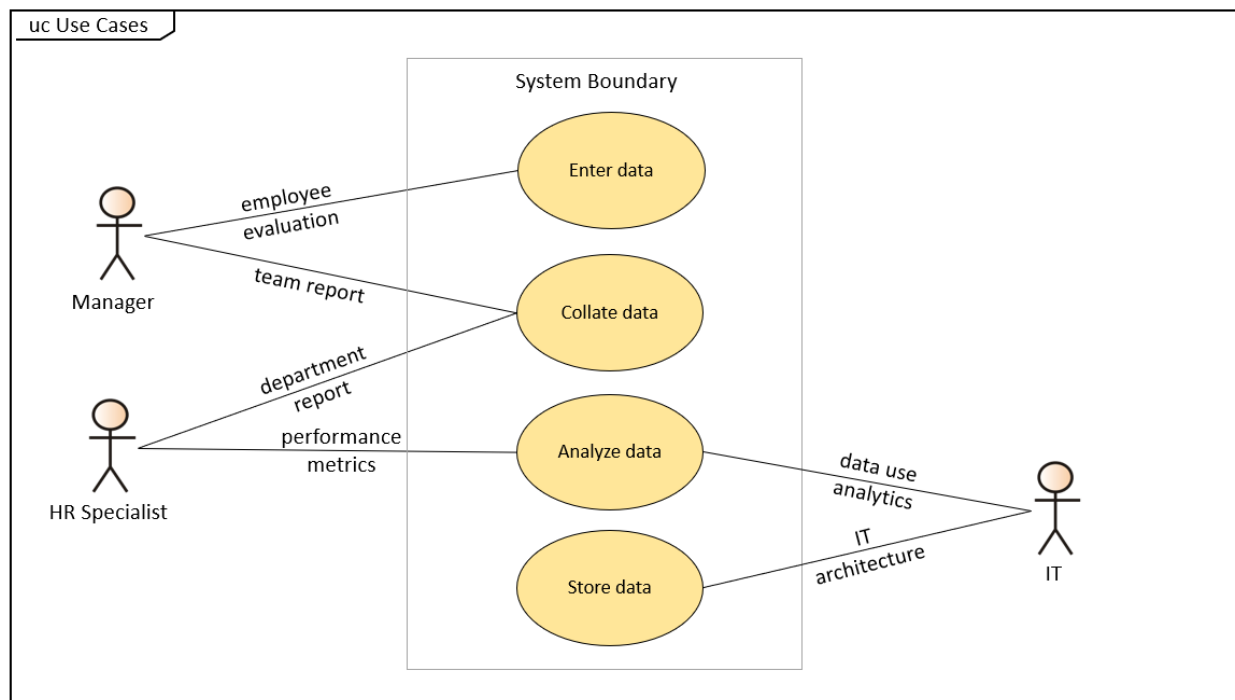 uc Use Cases
System Boundary
Enter data
employee
evaluation
Manager
team report
Collate data
department
report
HR Specialist
performance
metrics
Analyze data
data use
analytics
IT
architecture
IT
Store data